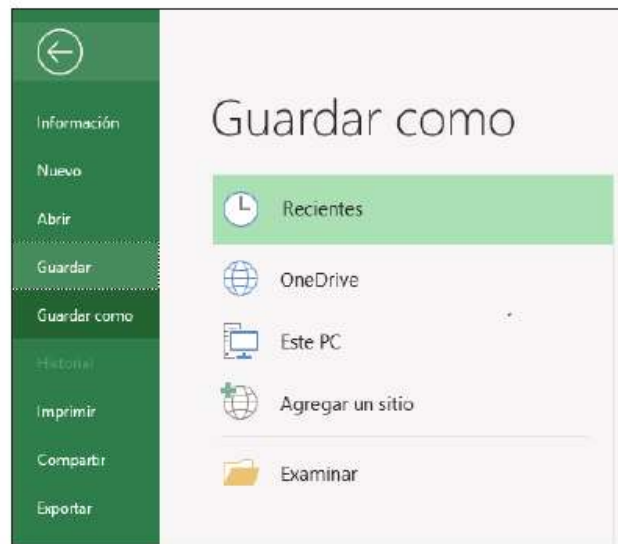 Información
Nuevo
Abrir
Guardar
Guardar como
Historial
Imprimir
Compartir
Exportar
Guardar como
Recientes
OneDrive
Este PC
Agregar un sitio
Examinar